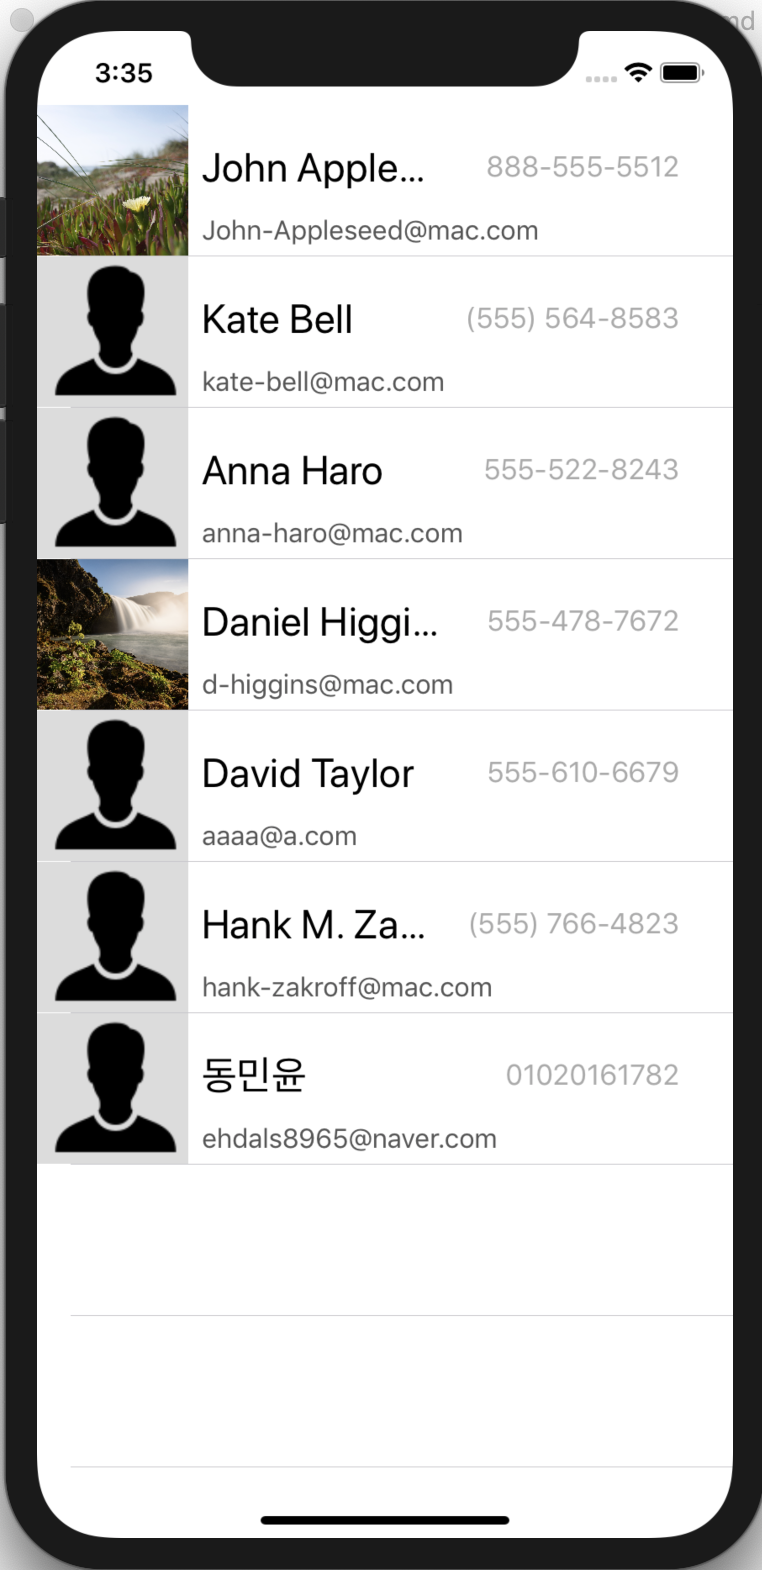 md
3:35
John Apple...
888-555-5512
John-Appleseed@mac.com
Kate Bell
(555) 564-8583
kate-bell@mac.com
Anna Haro
555-522-8243
anna-haro@mac.com
Daniel Higgi...
555-478-7672
d-higgins@mac.com
David Taylor
555-610-6679
aaaa@a.com
Hank M. Za...
(555) 766-4823
hank-zakroff@mac.com
동민윤
01020161782
ehdals8965@naver.com